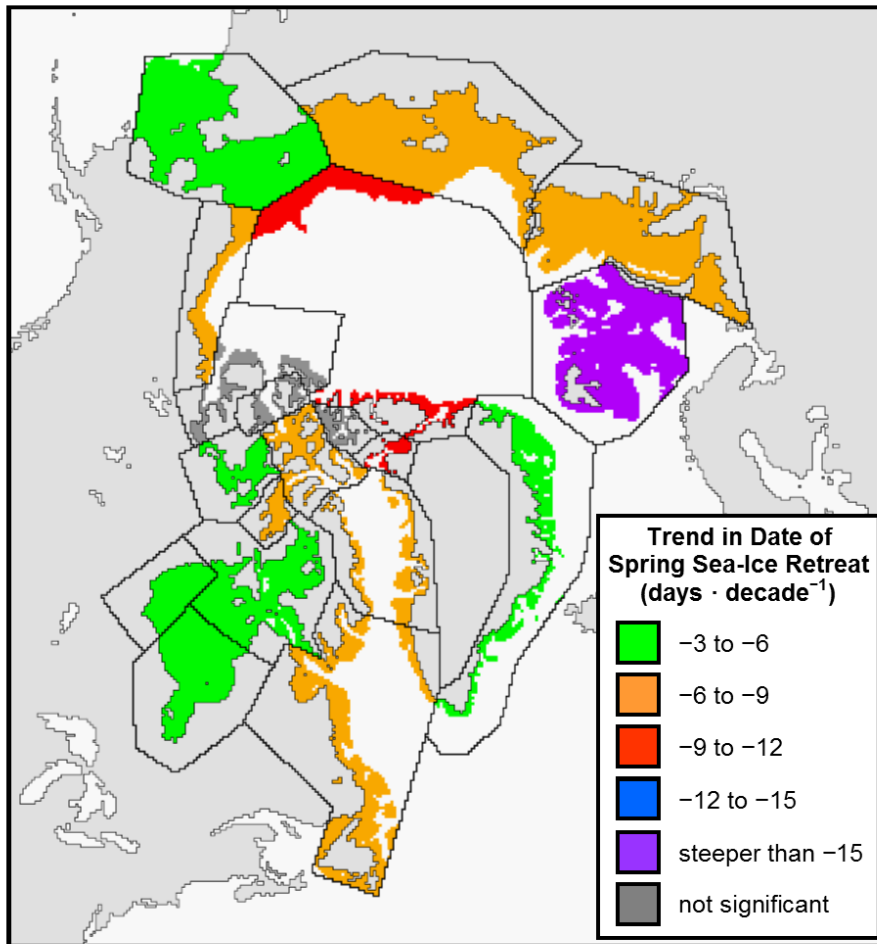 Trend in Date of
Spring Sea-Ice Retreat
(days · decade⁻¹)
−3 to −6
−6 to −9
−9 to −12
−12 to −15
steeper than −15
not significant